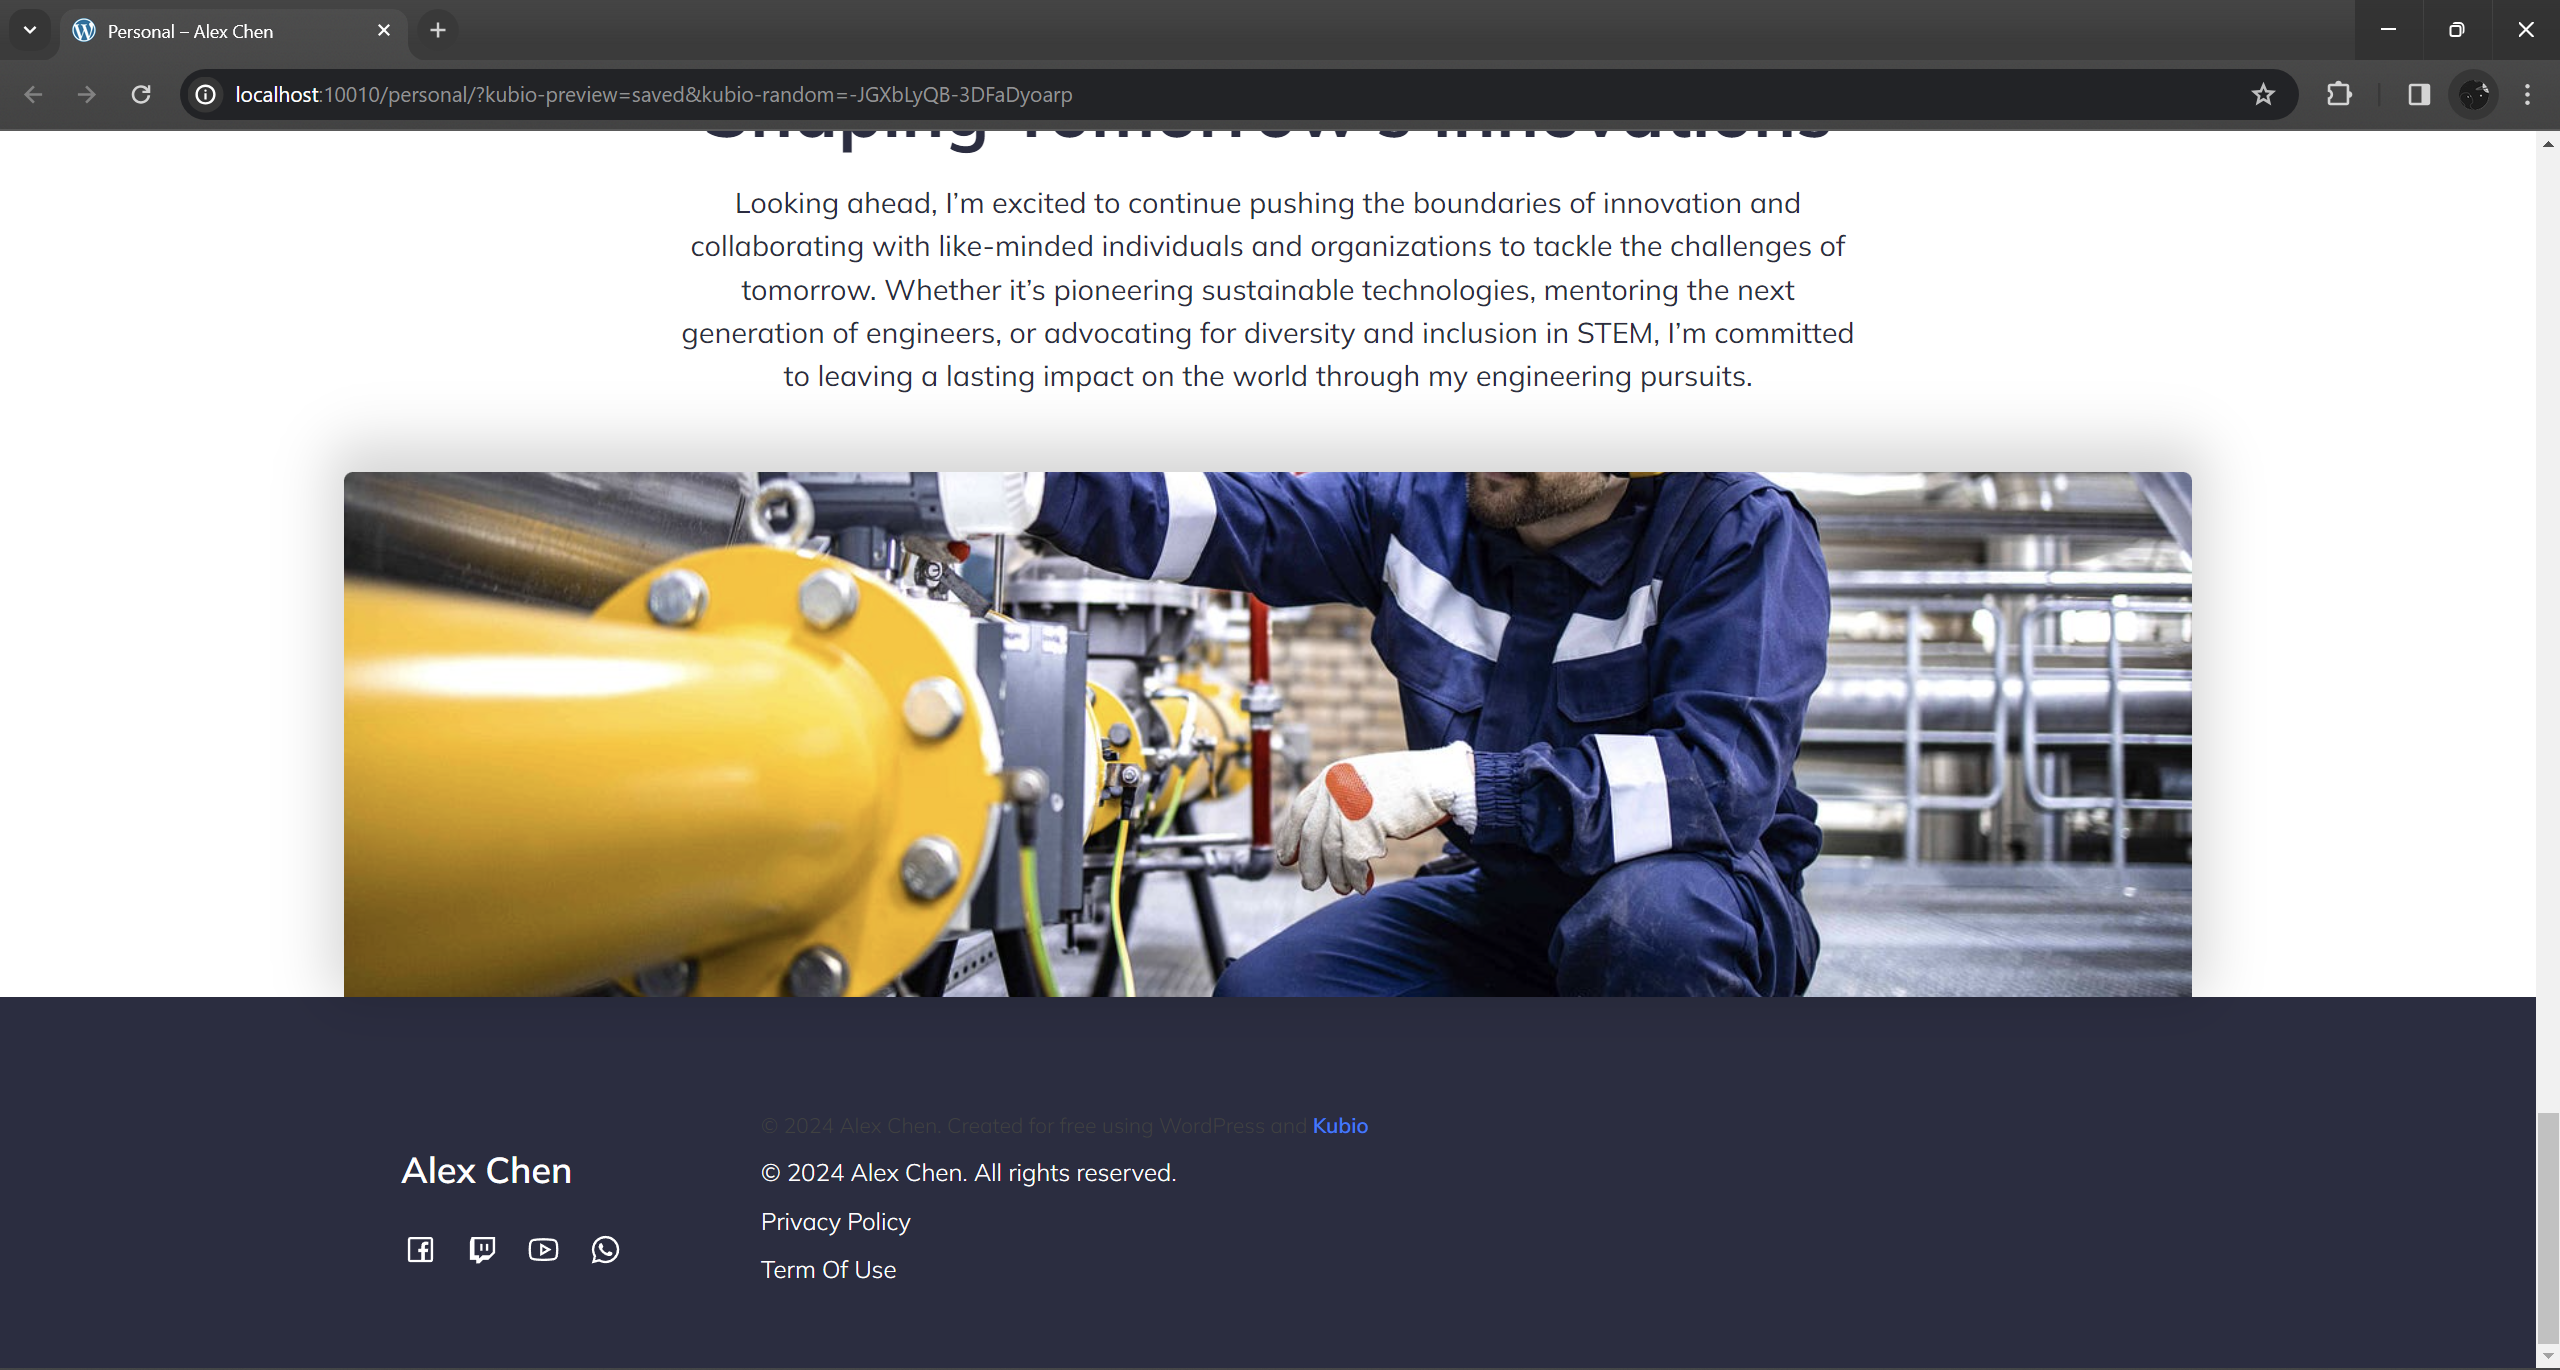 Personal – Alex Chen
localhost:10010/personal/?kubio-preview=saved&kubio-random=-JGXbLyQB-3DFaDyoarp
Shaping Tomorrow's Innovations
Looking ahead, I’m excited to continue pushing the boundaries of innovation and
collaborating with like-minded individuals and organizations to tackle the challenges of
tomorrow. Whether it’s pioneering sustainable technologies, mentoring the next
generation of engineers, or advocating for diversity and inclusion in STEM, I’m committed
to leaving a lasting impact on the world through my engineering pursuits.
© 2024 Alex Chen. Created for free using WordPress and Kubio
Alex Chen
© 2024 Alex Chen. All rights reserved.
Privacy Policy
Term Of Use